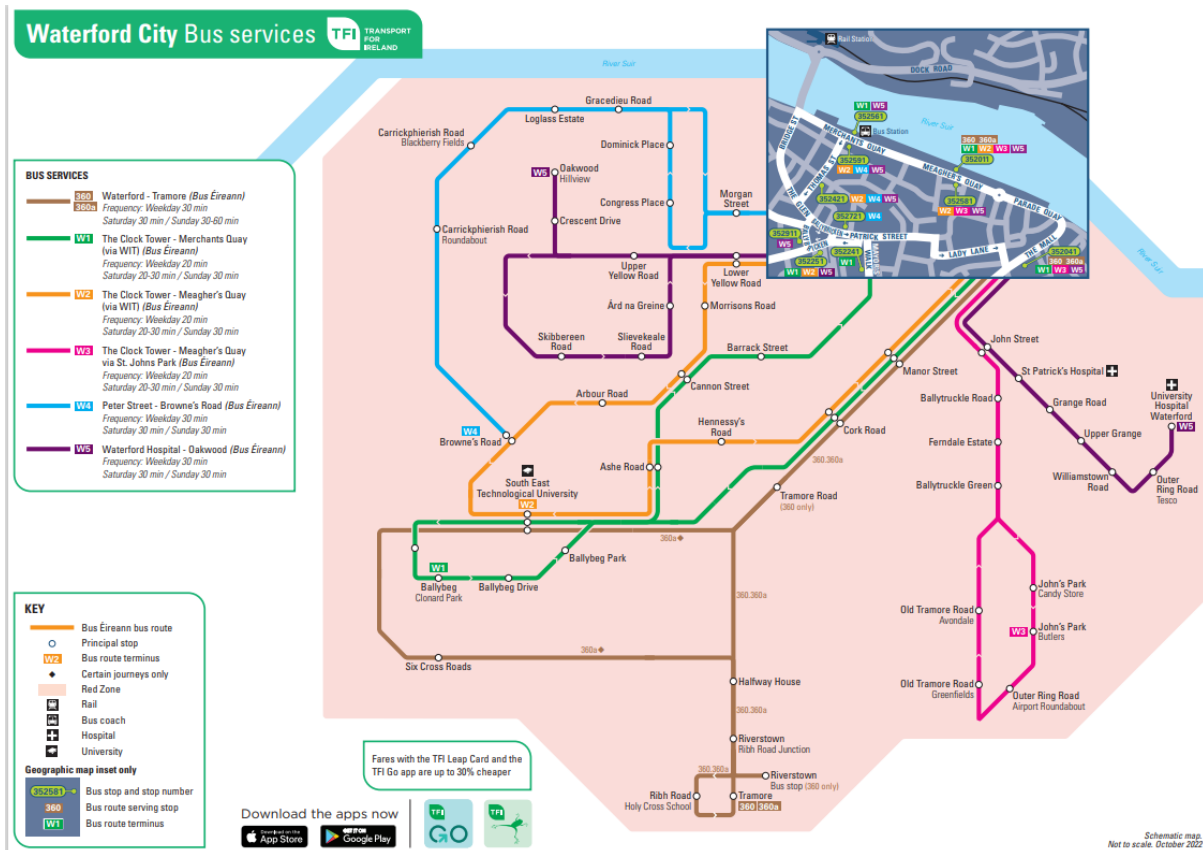 Waterford City Bus services
TFI
TRANSPORT
FOR
IRELAND
BUS SERVICES
360
360a
Waterford - Tramore (Bus Éireann)
Frequency: Weekday 30 min
Saturday 30 min / Sunday 30-60 min
W1
The Clock Tower - Merchants Quay
(via WIT) (Bus Éireann)
Frequency: Weekday 20 min
Saturday 20-30 min / Sunday 30 min
W2
The Clock Tower - Meagher's Quay
(via WIT) (Bus Éireann)
Frequency: Weekday 20 min
Saturday 20-30 min / Sunday 30 min
W3
The Clock Tower - Meagher's Quay
via St. Johns Park (Bus Éireann)
Frequency: Weekday 20 min
Saturday 20-30 min / Sunday 30 min
W4
Peter Street - Browne's Road (Bus Éireann)
Frequency: Weekday 30 min
Saturday 30 min / Sunday 30 min
W5
Waterford Hospital - Oakwood (Bus Éireann)
Frequency: Weekday 30 min
Saturday 30 min / Sunday 30 min
KEY
Bus Éireann bus route
Principal stop
W2
Bus route terminus
Certain journeys only
Red Zone
Rail
Bus coach
Hospital
University
Geographic map inset only
352581
Bus stop and stop number
360
Bus route serving stop
W1
Bus route terminus
River Suir
Gracedieu Road
Loglass Estate
Carrickphierish Road
Blackberry Fields
Dominick Place
W5
Oakwood
Hillview
Congress Place
Morgan
Street
Crescent Drive
Carrickphierish Road
Roundabout
Upper
Yellow Road
Lower
Yellow Road
Árd na Greine
Morrisons Road
Skibbereen
Road
Slievekeale
Road
Barrack Street
Cannon Street
Arbour Road
W4
Browne's Road
Hennessy's
Road
Manor Street
Cork Road
Ashe Road
360.360a
South East
Technological University
W2
Tramore Road
(360 only)
360a
Ballybeg Park
W1
Ballybeg
Clonard Park
Ballybeg Drive
360.360a
Six Cross Roads
360a
Halfway House
360.360a
Riverstown
Ribh Road Junction
360.360a
Riverstown
Bus stop (360 only)
Ribh Road
Holy Cross School
Tramore
360 360a
John Street
St Patrick's Hospital
Ballytruckle Road
Grange Road
University
Hospital
Waterford
W5
Ferndale Estate
Upper Grange
Ballytruckle Green
Williamstown
Road
Outer
Ring Road
Tesco
John's Park
Candy Store
Old Tramore Road
Avondale
W3
John's Park
Butlers
Old Tramore Road
Greenfields
Outer Ring Road
Airport Roundabout
River Suir
Rail Station
DOCK ROAD
W1 W5
352561
Bus Station
River Suir
BRIDGE ST
MERCHANTS QUAY
352591
W2 W4 W5
360 360a
W1 W2 W3 W5
352011
THOMAS ST
MEAGHER'S QUAY
THE GLEN
352421 W2 W4 W5
352581
W2 W3 W5
PARADE QUAY
352721 W4
352911
W5
PATRICK STREET
352251
W1 W2 W5
352241
W1
LADY LANE
THE MALL
352041
360 360a
W1 W3 W5
Fares with the TFI Leap Card and the
TFI Go app are up to 30% cheaper
Download the apps now
Download on the
App Store
GET IT ON
Google Play
TFI
GO
TFI
Schematic map.
Not to scale. October 2022